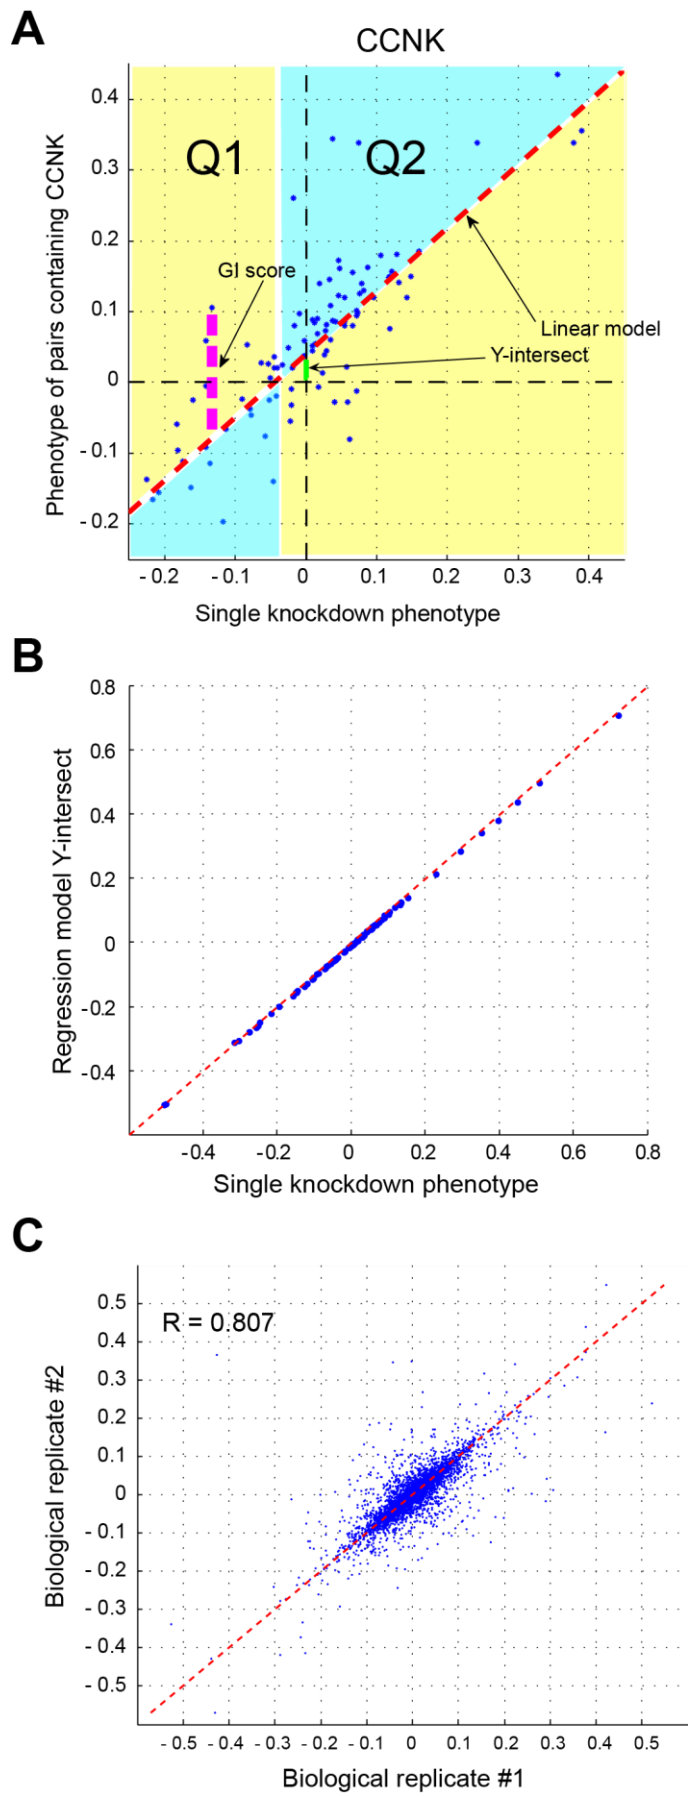 A
CCNK
Phenotype of pairs containing CCNK
0.4
0.3
0.2
0.1
0
-0.1
-0.2
Q1
Q2
GI score
Linear model
Y-intersect
-0.2 -0.1 0 0.1 0.2 0.3 0.4
Single knockdown phenotype
B
Regression model Y-intersect
0.8
0.6
0.4
0.2
0
-0.2
-0.4
-0.4 -0.2 0 0.2 0.4 0.6 0.8
Single knockdown phenotype
C
Biological replicate #2
0.5
0.4
0.3
0.2
0.1
0
-0.1
-0.2
-0.3
-0.4
-0.5
R = 0.807
-0.5 -0.4 -0.3 -0.2 -0.1 0 0.1 0.2 0.3 0.4 0.5
Biological replicate #1